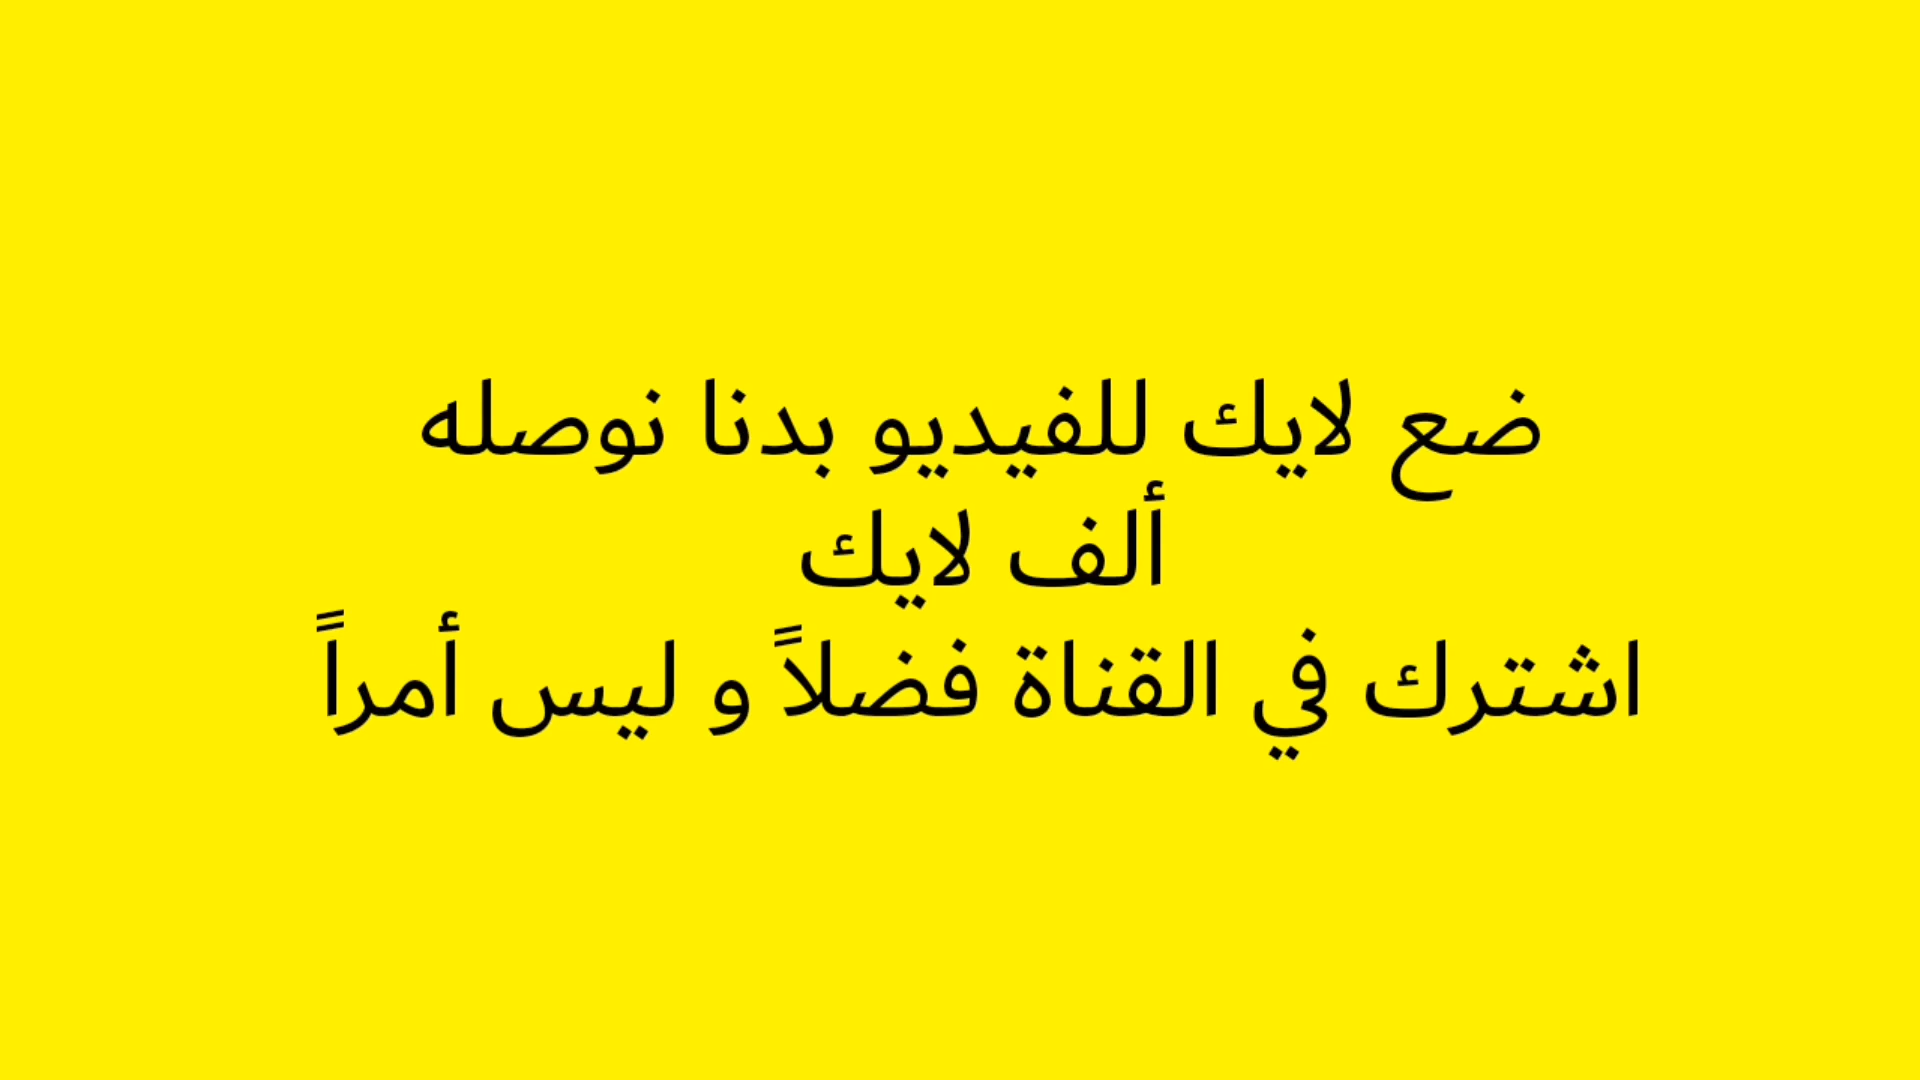 ضع لايك للفيديو بدنا نوصله
ألف لايك
اشترك في القناة فضلاً و ليس أمراً